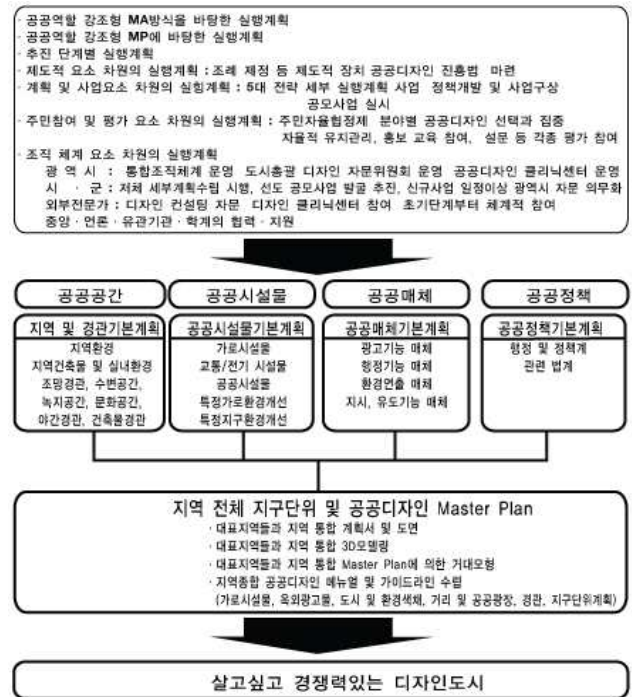 · 공공역할 강조형 MA방식을 바탕한 실행계획
· 공공역할 강조형 MP에 바탕한 실행계획
· 추진 단계별 실행계획
· 제도적 요소 차원의 실행계획 : 조례 제정 등 제도적 장치 공공디자인 진흥법 마련
· 계획 및 사업요소 차원의 실힘계획 : 5대 전략 세부 실행계획 사업 정책개발 및 사업구상
공모사업 실시
· 주민참여 및 평가 요소 차원의 실행계획 : 주민자율협정제 분야별 공공디자인 선택과 집중
자율적 유지관리, 홍보 교육 참여, 설문 등 각종 평가 참여
· 조직 체계 요소 차원의 실행계획
광 역 시 : 통합조직체계 운영 도시총괄 디자인 자문위원회 운영 공공디자인 클리닉센터 운영
시 · 군 : 저체 세부계획수립 시행, 선도 공모사업 발굴 추진, 신규사업 일정이상 광역시 자문 의무화
외부전문가 : 디자인 컨설팅 자문 디자인 클리닉센터 참여 초기단계부터 체계적 참여
중앙 · 언론 · 유관기관 · 학계의 협력 · 지원
공공공간 공공시설물 공공매체 공공정책
지역 및 경관기본계획
지역환경
지역건축물 및 실내환경
조망경관, 수변공간,
녹지공간, 문화공간,
야간경관, 건축물경관
공공시설물기본계획
가로시설물
교통/전기 시설물
공공시설물
특정가로환경개선
특정지구환경개선
공공매체기본계획
광고기능 매체
행정기능 매체
환경연출 매체
지시, 유도기능 매체
공공정책기본계획
행정 및 정책계
관련 법계
지역 전체 지구단위 및 공공디자인 Master Plan
· 대표지역들과 지역 통합 계획서 및 도면
· 대표지역들과 지역 통합 3D모델링
· 대표지역들과 지역 통합 Master Plan에 의한 거대모형
· 지역종합 공공디자인 메뉴얼 및 가이드라인 수렴
(가로시설물, 옥외광고물, 도시 및 환경색채, 거리 및 공공광장, 경관, 지구단위계획)
살고싶고 경쟁력있는 디자인도시